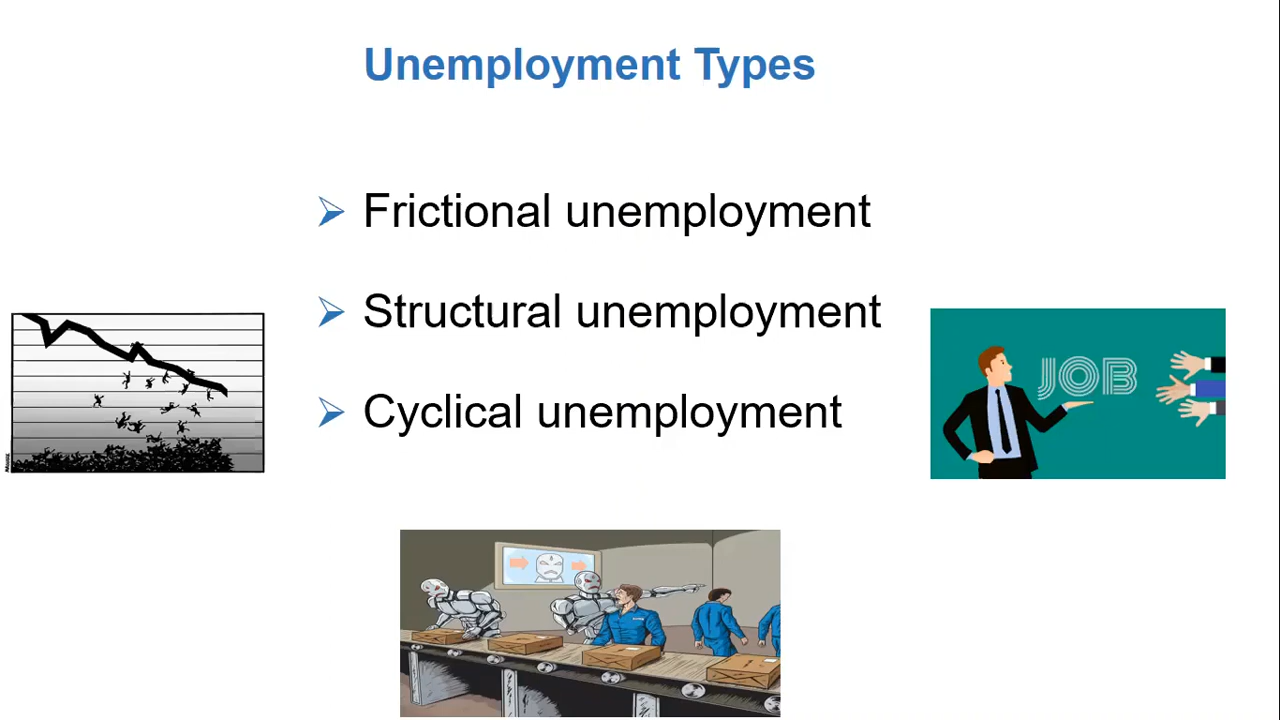 Unemployment Types
Frictional unemployment
Structural unemployment
Cyclical unemployment
JOB